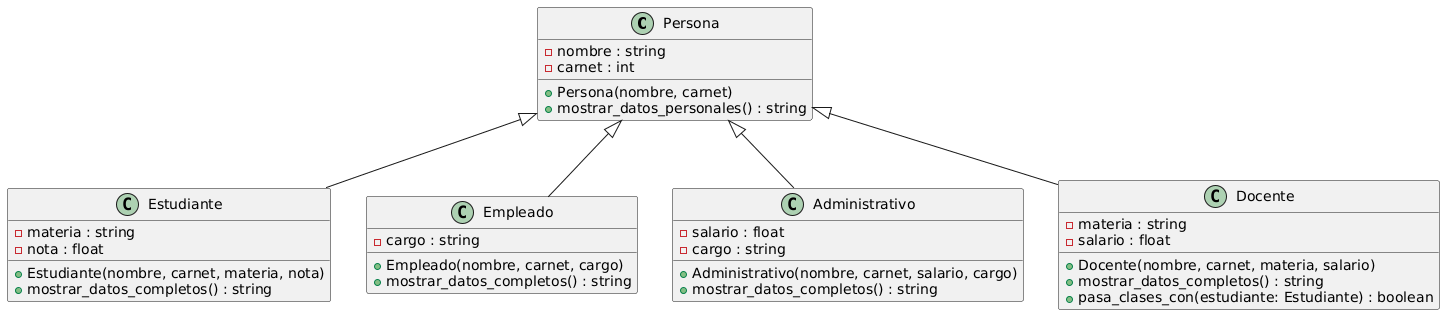 C Persona
nombre : string
carnet : int
Persona(nombre, carnet)
mostrar_datos_personales() : string
C Estudiante
materia : string
nota : float
Estudiante(nombre, carnet, materia, nota)
mostrar_datos_completos() : string
C Empleado
cargo : string
Empleado(nombre, carnet, cargo)
mostrar_datos_completos() : string
C Administrativo
salario : float
cargo : string
Administrativo(nombre, carnet, salario, cargo)
mostrar_datos_completos() : string
C Docente
materia : string
salario : float
Docente(nombre, carnet, materia, salario)
mostrar_datos_completos() : string
pasa_clases_con(estudiante: Estudiante) : boolean